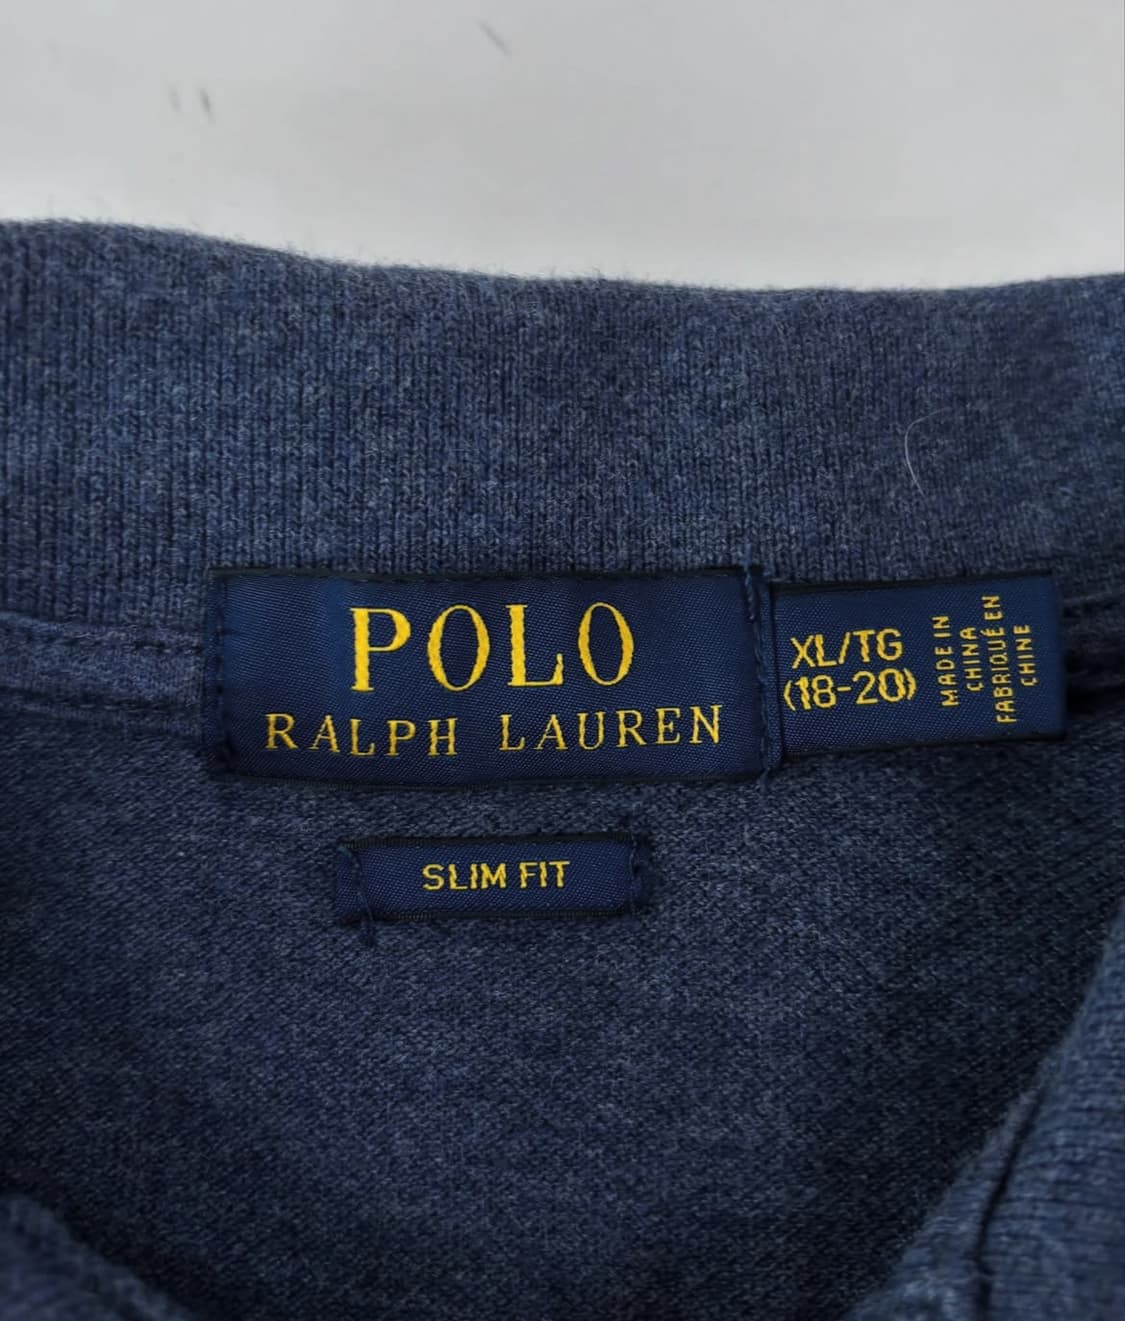 POLO
RALPH LAUREN
XL/TG
(18-20)
MADE IN
CHINA
FABRIQUÉ EN
CHINE
SLIM FIT